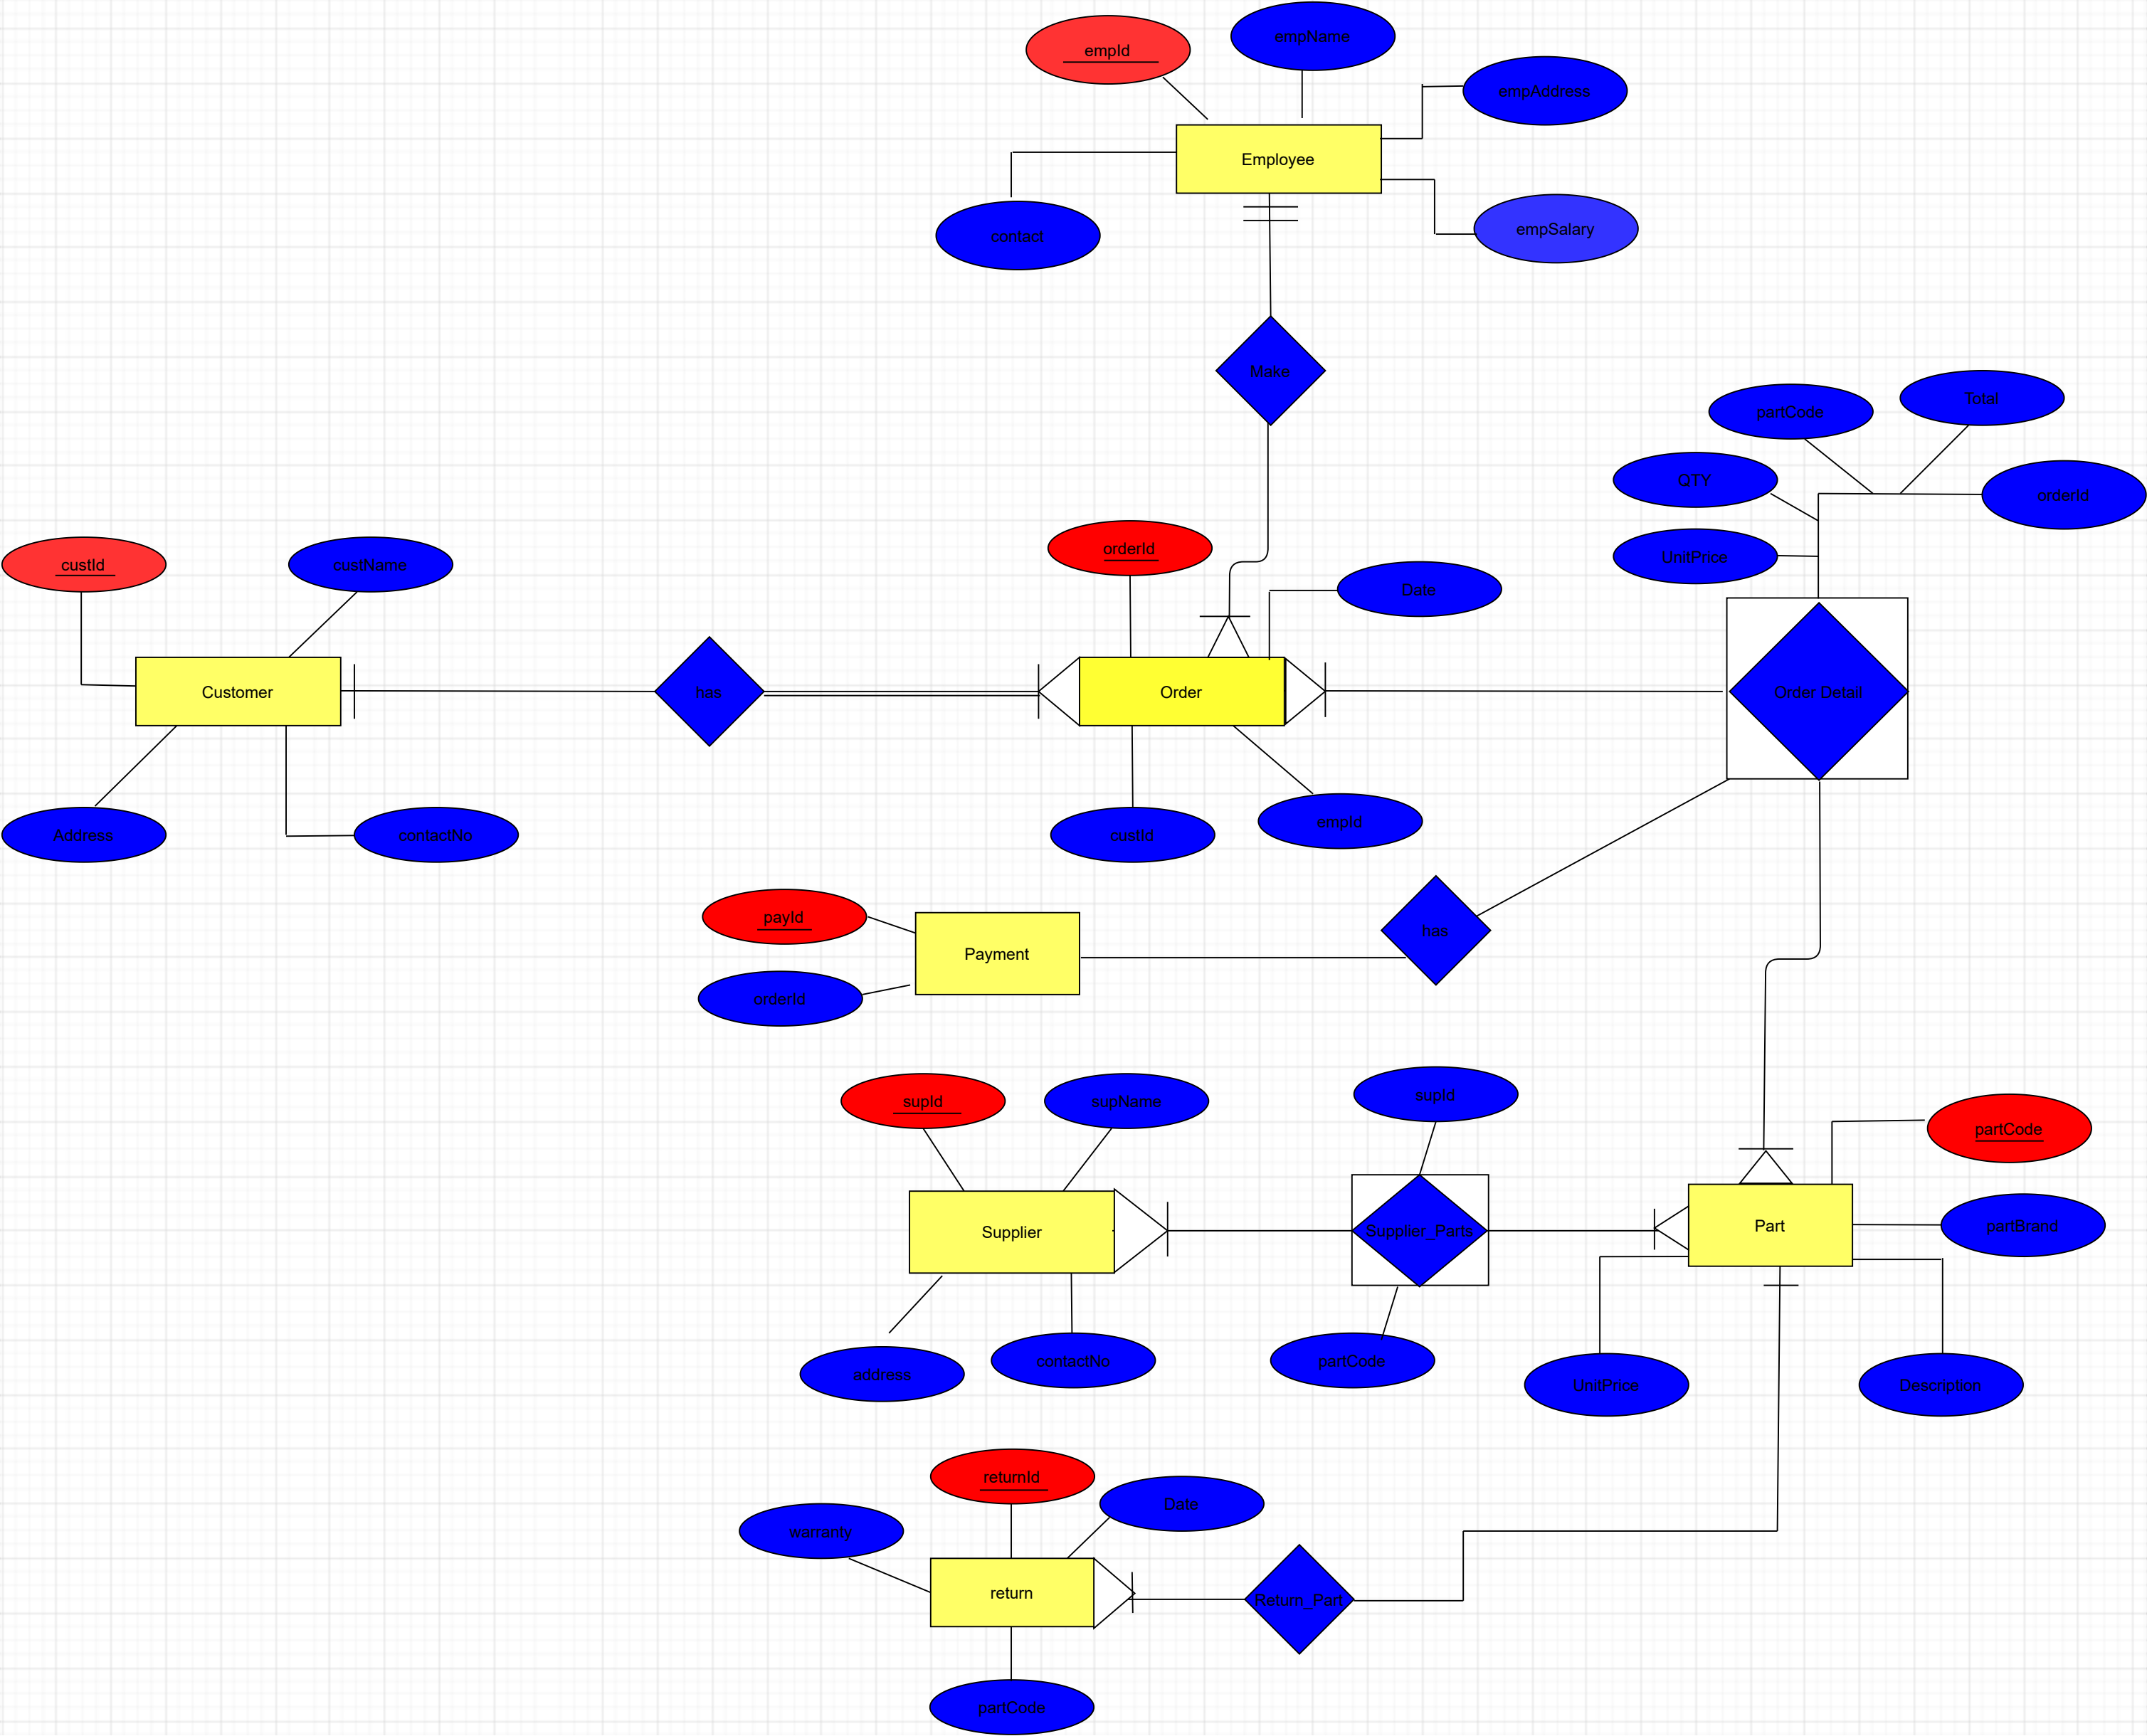 empId
empName
empAddress
Employee
contact
empSalary
Make
partCode
Total
QTY
orderId
UnitPrice
orderId
Date
custId
custName
Customer
has
Order
Order Detail
Address
contactNo
custId
empId
payId
Payment
has
orderId
supId
supName
supId
partCode
Supplier
Supplier_Parts
Part
partBrand
address
contactNo
partCode
UnitPrice
Description
returnId
Date
warranty
return
Return_Part
partCode